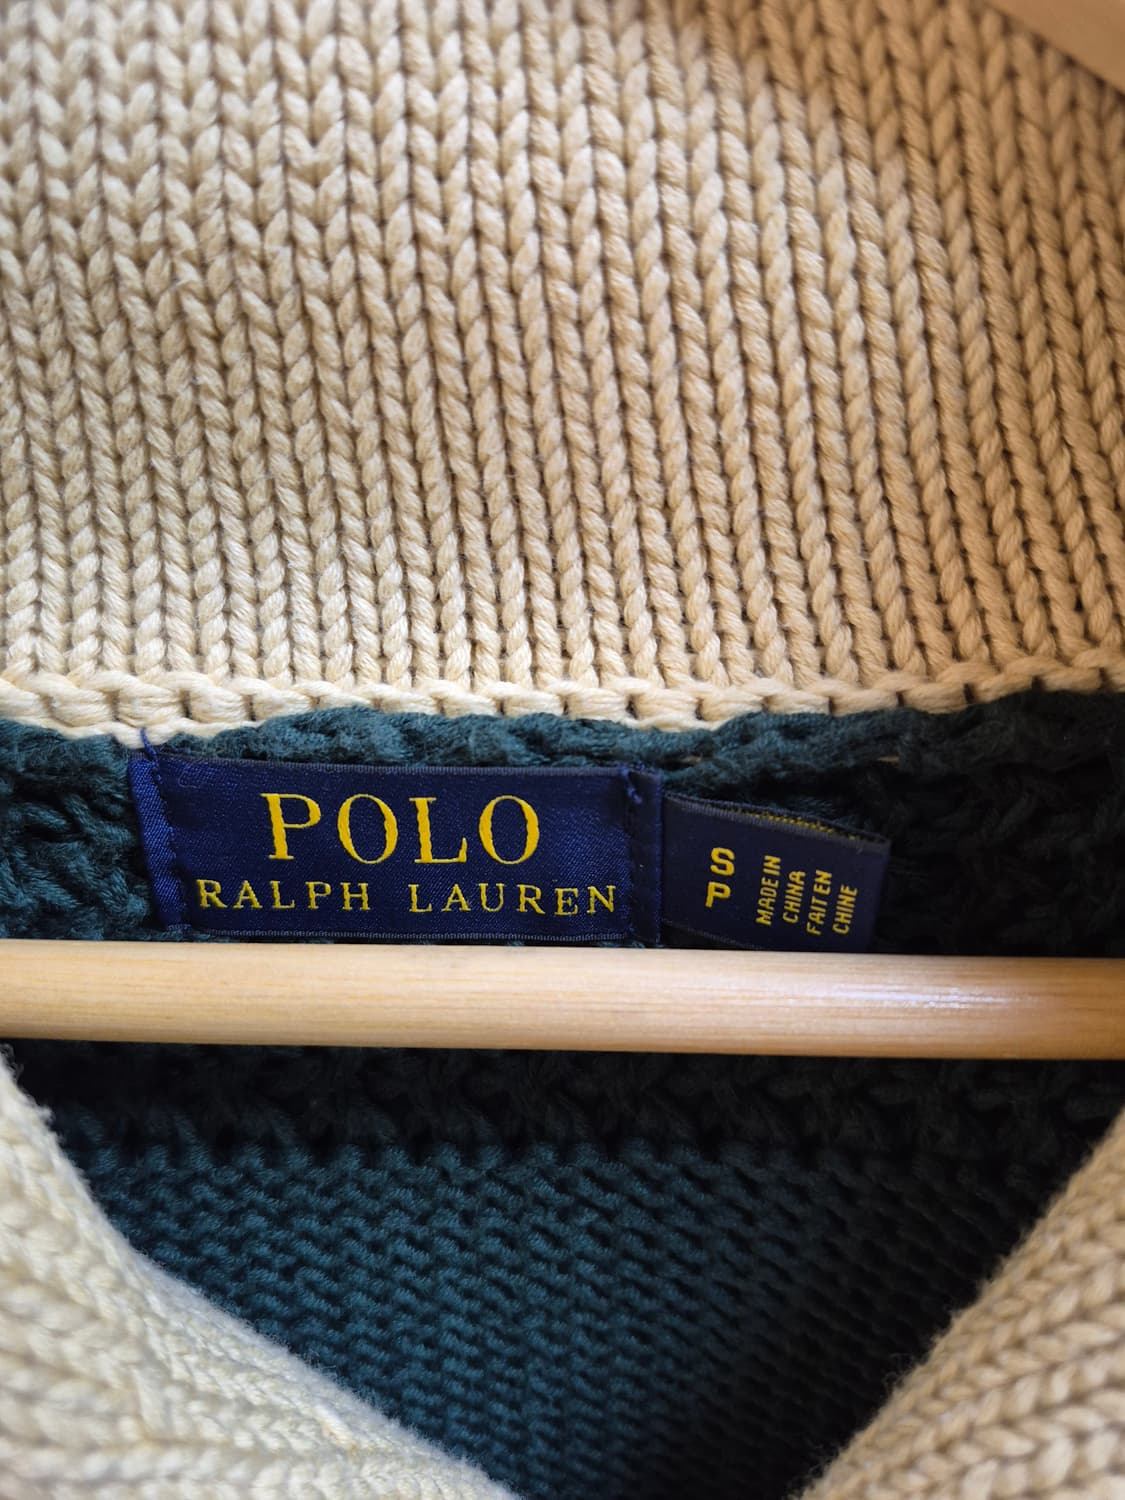 POLO
RALPH LAUREN
S
P
MADE IN
CHINA
FAIT EN
CHINE